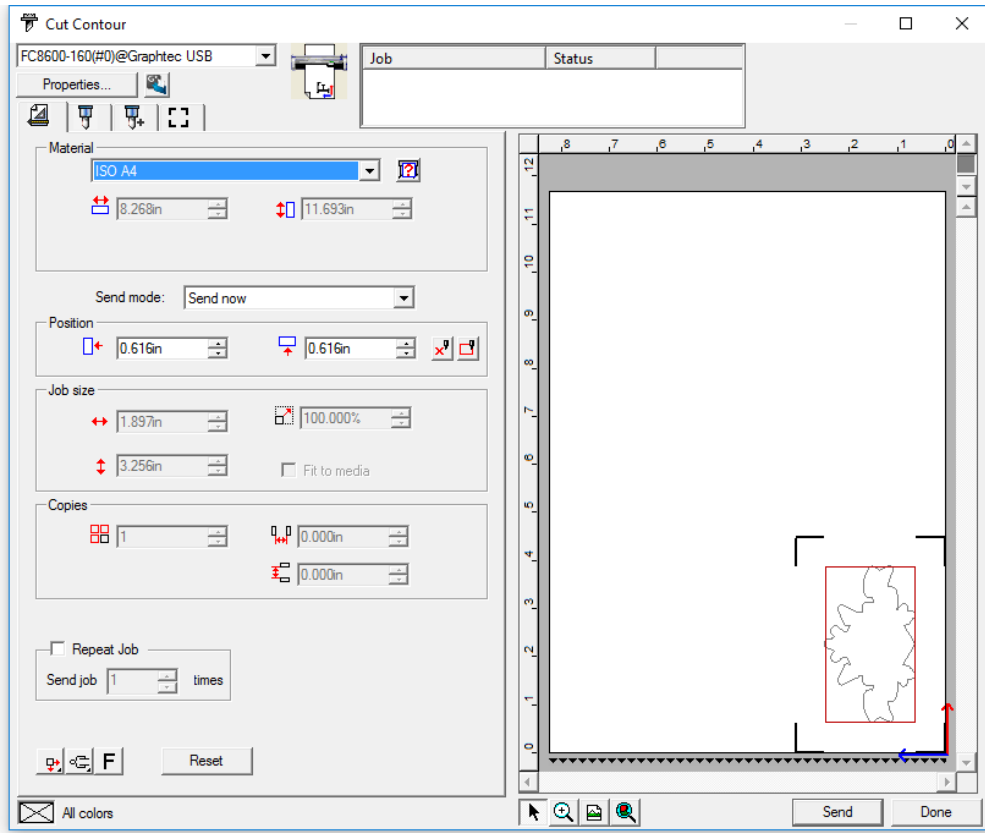 Cut Contour
FC8600-160(#0)@Graphtec USB
Job Status
Properties...
Material
ISO A4
8.268in 11.693in
Send mode: Send now
Position
0.616in 0.616in
Job size
1.897in 100.000%
3.256in Fit to media
Copies
1 0.000in
0.000in
Repeat Job
Send job 1 times
F Reset
All colors
8 7 6 5 4 3 2 1 0
12
11
10
9
8
7
6
5
4
3
2
1
0
Send Done